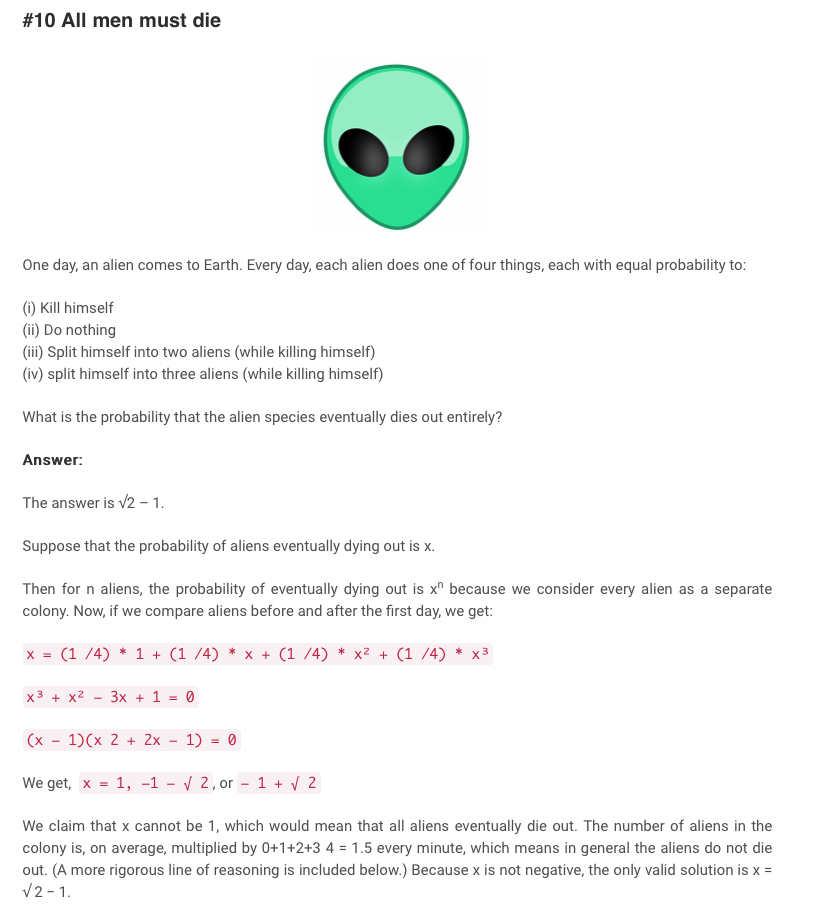 #10 All men must die
One day, an alien comes to Earth. Every day, each alien does one of four things, each with equal probability to:
(i) Kill himself
(ii) Do nothing
(iii) Split himself into two aliens (while killing himself)
(iv) split himself into three aliens (while killing himself)
What is the probability that the alien species eventually dies out entirely?
Answer:
The answer is √2 – 1.
Suppose that the probability of aliens eventually dying out is x.
Then for n aliens, the probability of eventually dying out is xⁿ because we consider every alien as a separate
colony. Now, if we compare aliens before and after the first day, we get:
x = (1 /4) * 1 + (1 /4) * x + (1 /4) * x² + (1 /4) * x³
x³ + x² − 3x + 1 = 0
(x − 1)(x 2 + 2x − 1) = 0
We get, x = 1, −1 − √ 2, or − 1 + √ 2
We claim that x cannot be 1, which would mean that all aliens eventually die out. The number of aliens in the
colony is, on average, multiplied by 0+1+2+3 4 = 1.5 every minute, which means in general the aliens do not die
out. (A more rigorous line of reasoning is included below.) Because x is not negative, the only valid solution is x =
√2 − 1.